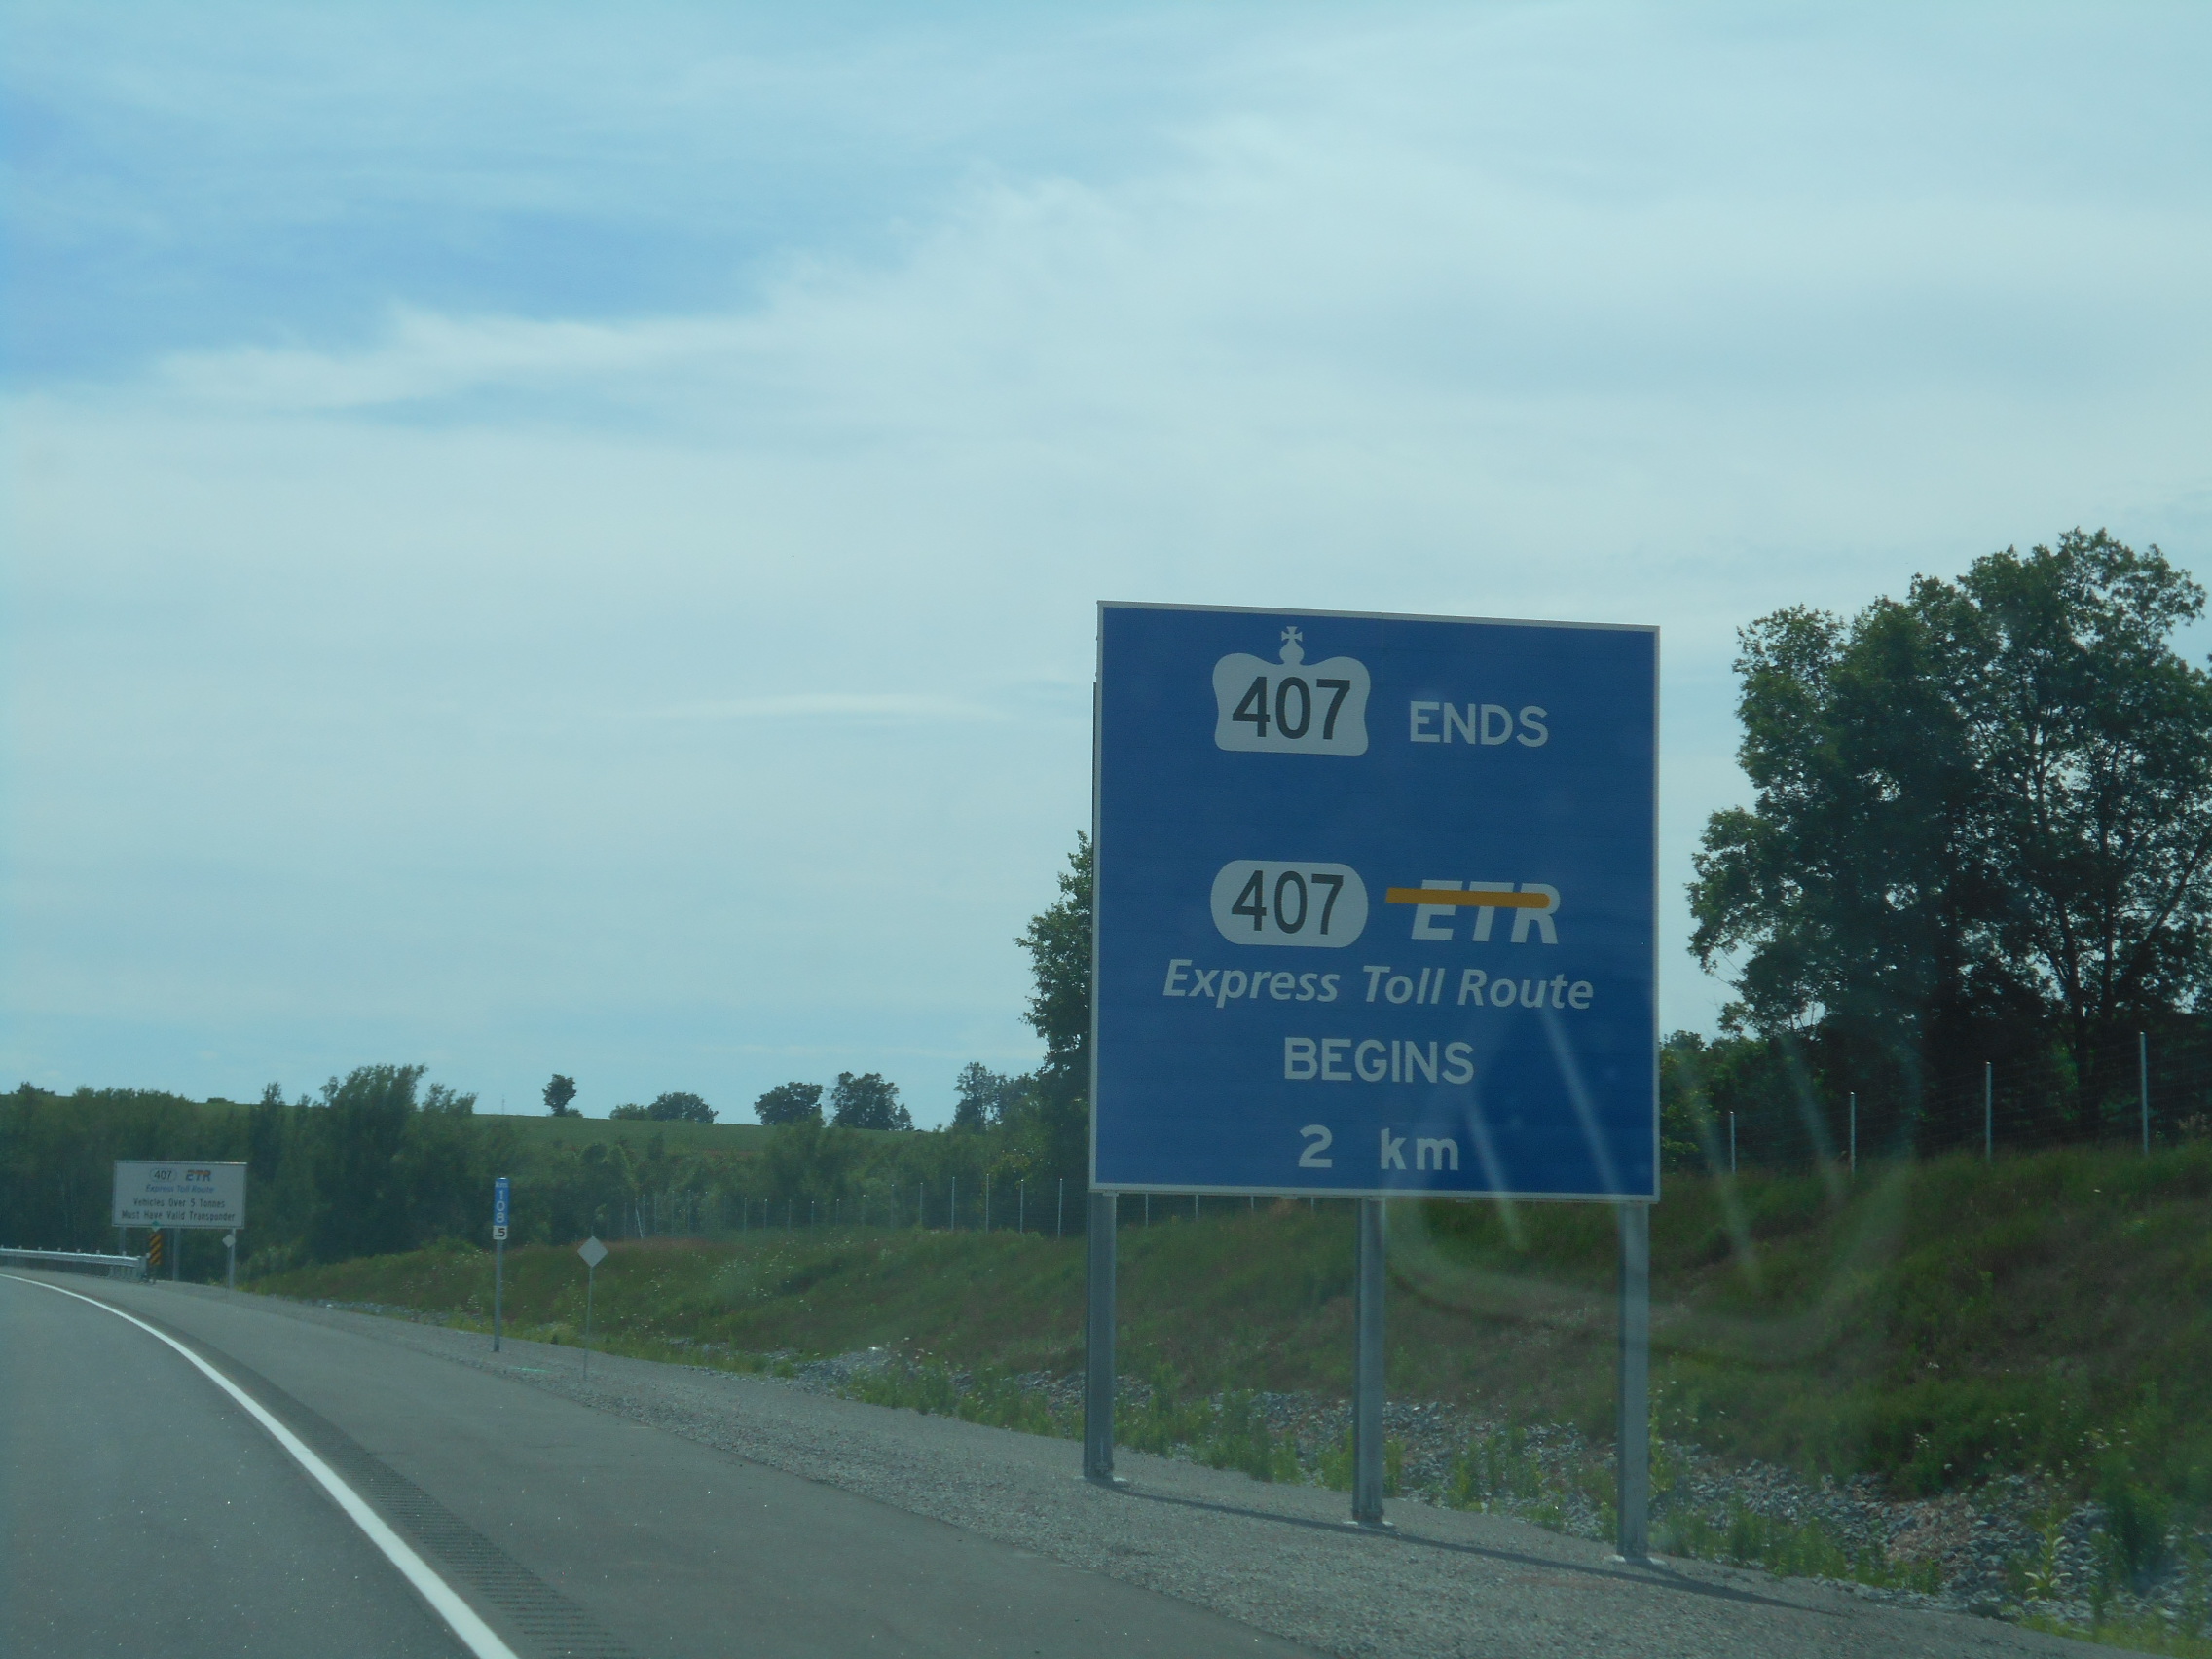 407 ENDS
407 ETR
Express Toll Route
BEGINS
2 km
407 ETR
Express Toll Route
Vehicles Over 5 Tonnes
Must Have Valid Transponder
108
5